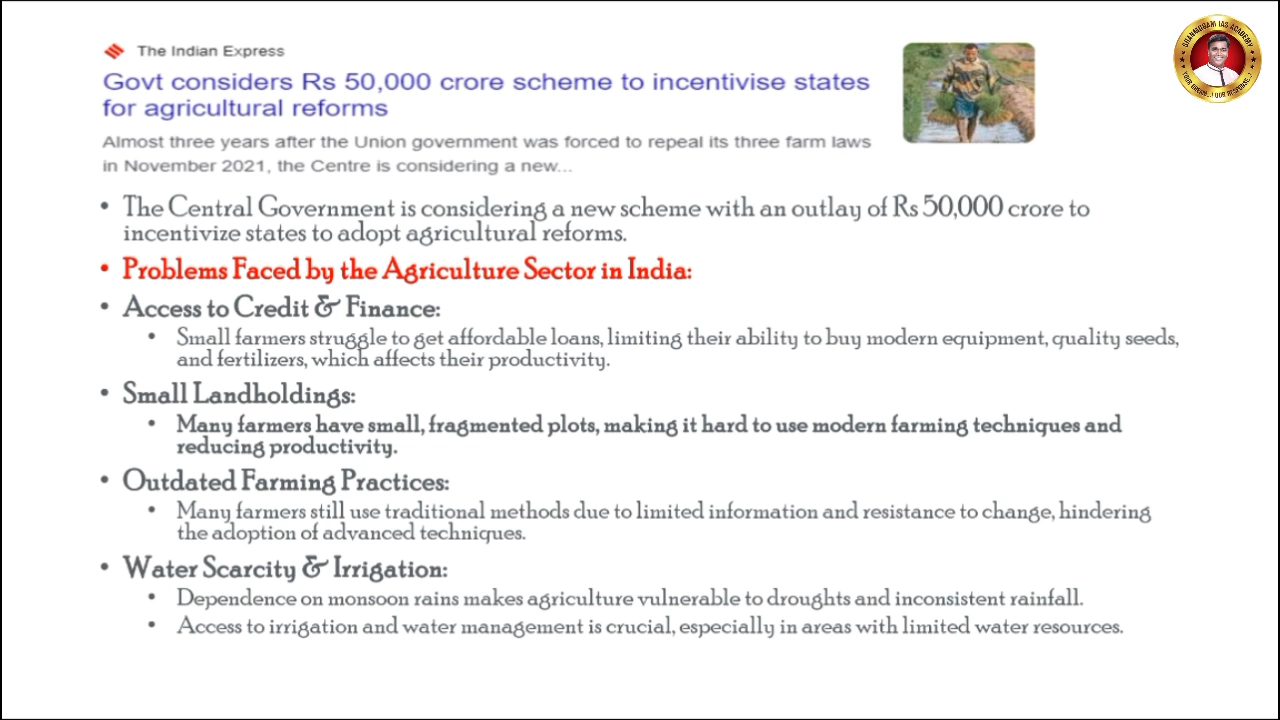 The Indian Express
Govt considers Rs 50,000 crore scheme to incentivise states
for agricultural reforms
Almost three years after the Union government was forced to repeal its three farm laws
in November 2021, the Centre is considering a new...
• The Central Government is considering a new scheme with an outlay of Rs 50,000 crore to
incentivize states to adopt agricultural reforms.
• Problems Faced by the Agriculture Sector in India:
• Access to Credit & Finance:
• Small farmers struggle to get affordable loans, limiting their ability to buy modern equipment, quality seeds,
and fertilizers, which affects their productivity.
• Small Landholdings:
• Many farmers have small, fragmented plots, making it hard to use modern farming techniques and
reducing productivity.
• Outdated Farming Practices:
• Many farmers still use traditional methods due to limited information and resistance to change, hindering
the adoption of advanced techniques.
• Water Scarcity & Irrigation:
• Dependence on monsoon rains makes agriculture vulnerable to droughts and inconsistent rainfall.
• Access to irrigation and water management is crucial, especially in areas with limited water resources.
IAS ACADEMY